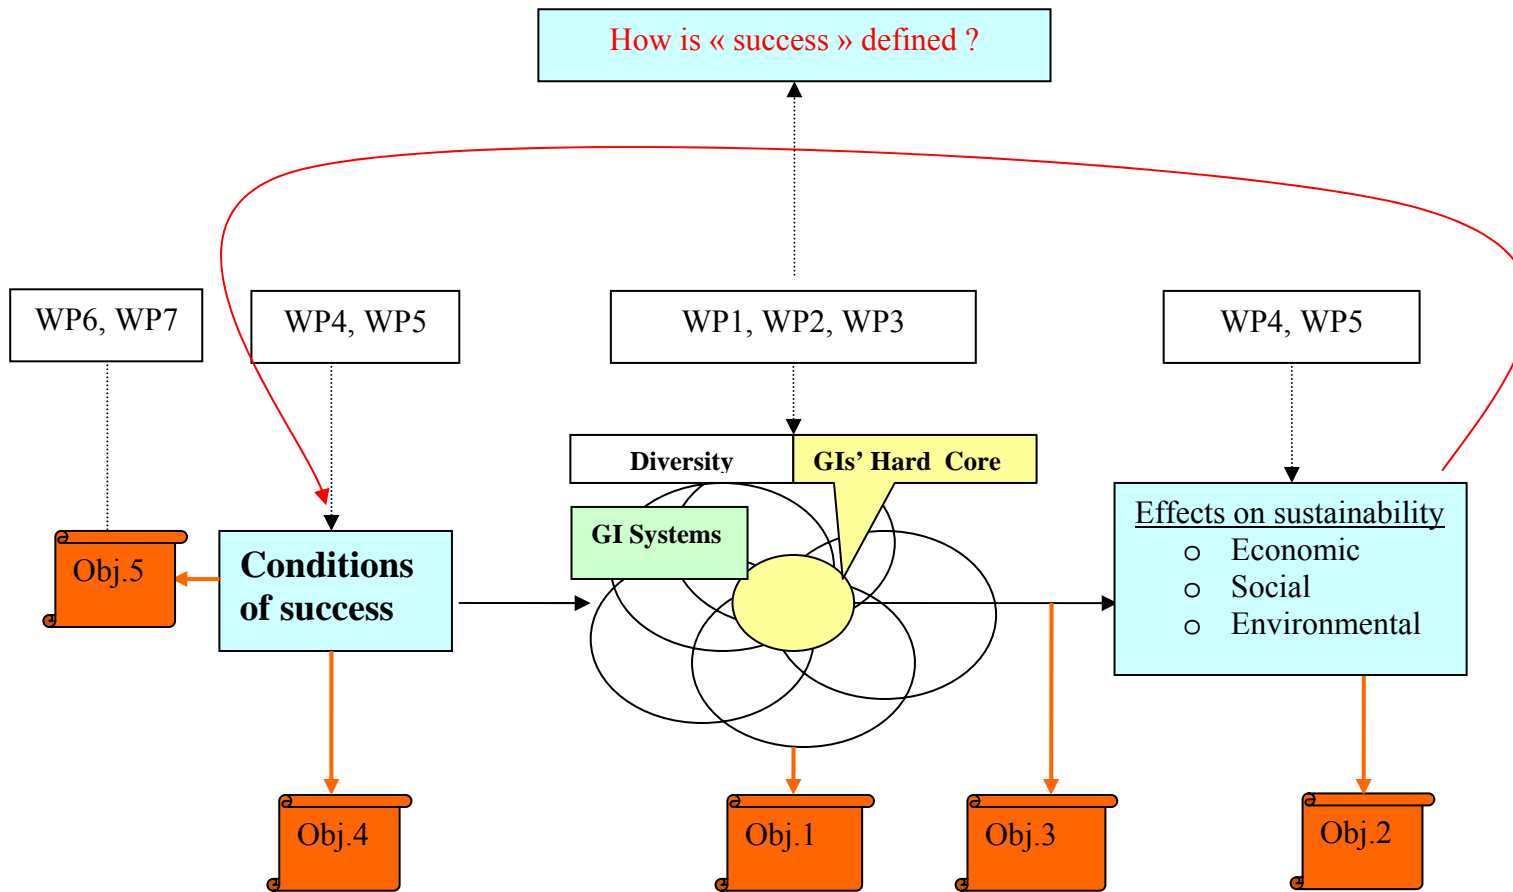 How is « success » defined ?
WP6, WP7
WP4, WP5
WP1, WP2, WP3
WP4, WP5
Diversity
GIs’ Hard Core
GI Systems
Obj.5
Conditions
of success
Effects on sustainability
o Economic
o Social
o Environmental
Obj.4
Obj.1
Obj.3
Obj.2